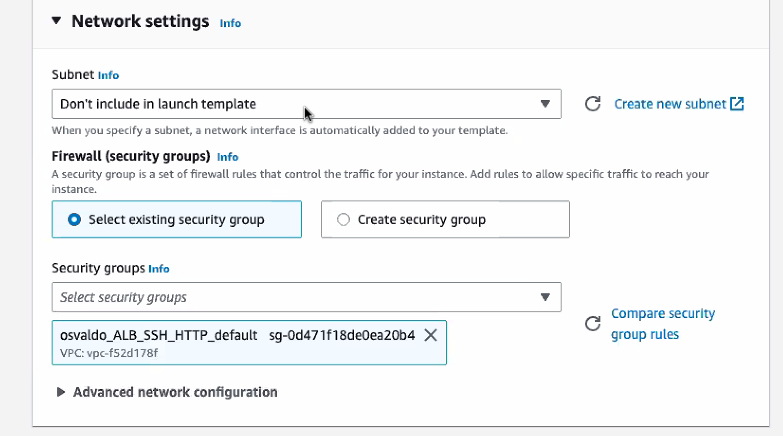 Network settings Info
Subnet Info
Don't include in launch template
Create new subnet
When you specify a subnet, a network interface is automatically added to your template.
Firewall (security groups) Info
A security group is a set of firewall rules that control the traffic for your instance. Add rules to allow specific traffic to reach your
instance.
Select existing security group
Create security group
Security groups Info
Select security groups
Compare security
group rules
osvaldo_ALB_SSH_HTTP_default sg-0d471f18de0ea20b4
VPC: vpc-f52d178f
Advanced network configuration